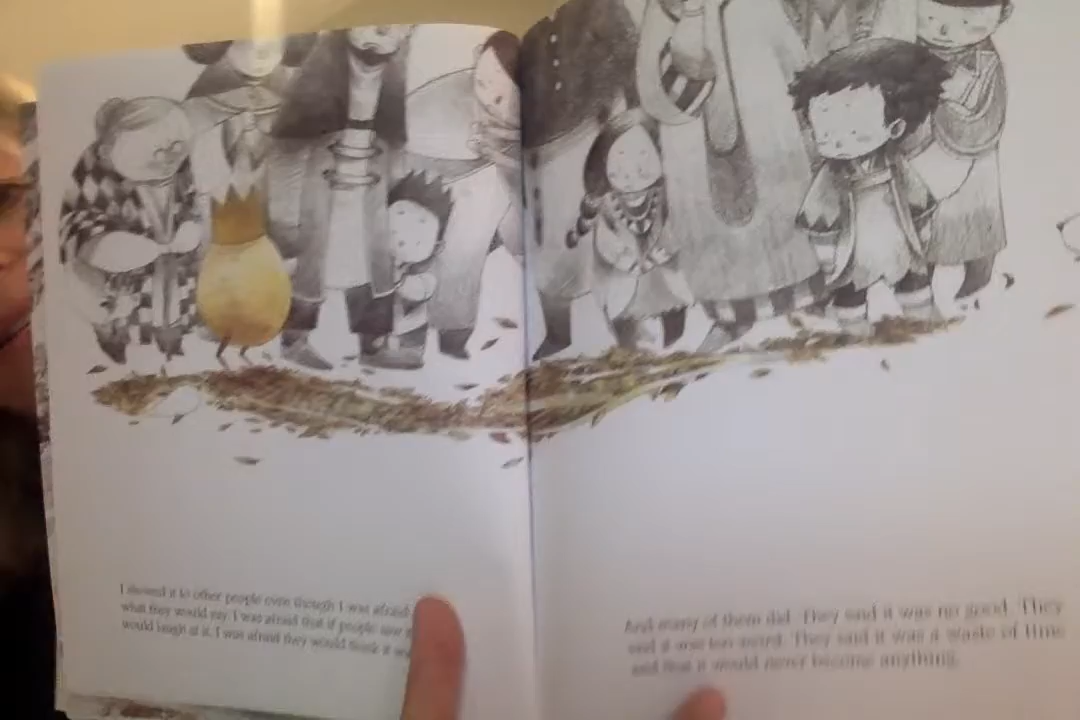 I showed it to other people even though I was afraid
what they would say. I was afraid that if people saw
would laugh at it. I was afraid they would think it
And many of them did. They said it was no good. They
said it was too weird. They said it was a waste of time
and that it would never become anything.